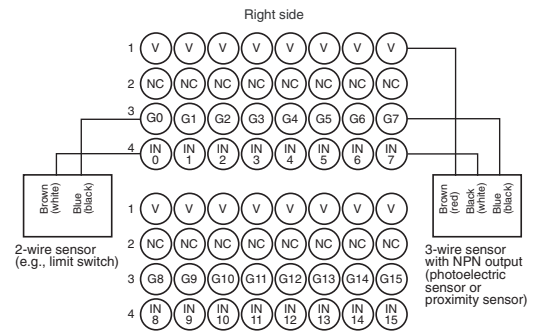 Right side
1 V V V V V V V V
2 NC NC NC NC NC NC NC NC
3 G0 G1 G2 G3 G4 G5 G6 G7
4 IN 0 IN 1 IN 2 IN 3 IN 4 IN 5 IN 6 IN 7
Brown (white)
Blue (black)
2-wire sensor
(e.g., limit switch)
Brown (red)
Black (white)
Blue (black)
3-wire sensor
with NPN output
(photoelectric
sensor or
proximity sensor)
1 V V V V V V V V
2 NC NC NC NC NC NC NC NC
3 G8 G9 G10 G11 G12 G13 G14 G15
4 IN 8 IN 9 IN 10 IN 11 IN 12 IN 13 IN 14 IN 15